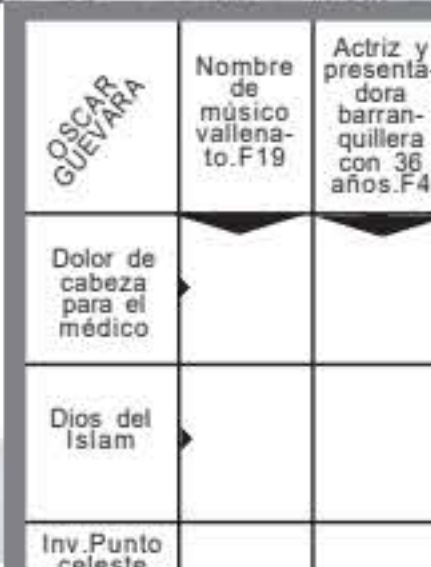 OSCAR
GUEVARA
Nombre
de
músico
vallena-
to.F19
Actriz y
presenta-
dora
barran-
quillera
con 36
años.F4
Dolor de
cabeza
para el
médico
Dios del
Islam
Inv.Punto
celeste